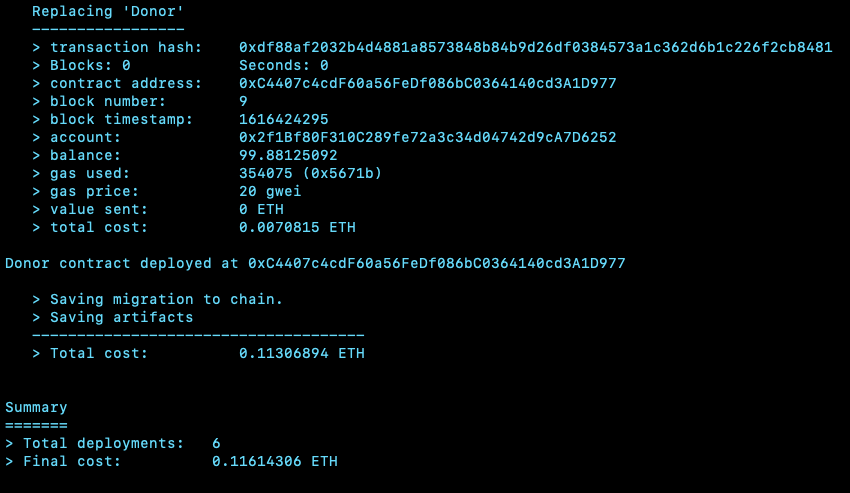 Replacing 'Donor'
-----------------
> transaction hash:    0xdf88af2032b4d4881a8573848b84b9d26df0384573a1c362d6b1c226f2cb8481
> Blocks: 0            Seconds: 0
> contract address:    0xC4407c4cdF60a56FeDf086bC0364140cd3A1D977
> block number:        9
> block timestamp:     1616424295
> account:             0x2f1Bf80F310C289fe72a3c34d04742d9cA7D6252
> balance:             99.88125092
> gas used:            354075 (0x5671b)
> gas price:           20 gwei
> value sent:          0 ETH
> total cost:          0.0070815 ETH
Donor contract deployed at 0xC4407c4cdF60a56FeDf086bC0364140cd3A1D977
> Saving migration to chain.
> Saving artifacts
-------------------------------------
> Total cost:          0.11306894 ETH
Summary
=======
> Total deployments:   6
> Final cost:          0.11614306 ETH